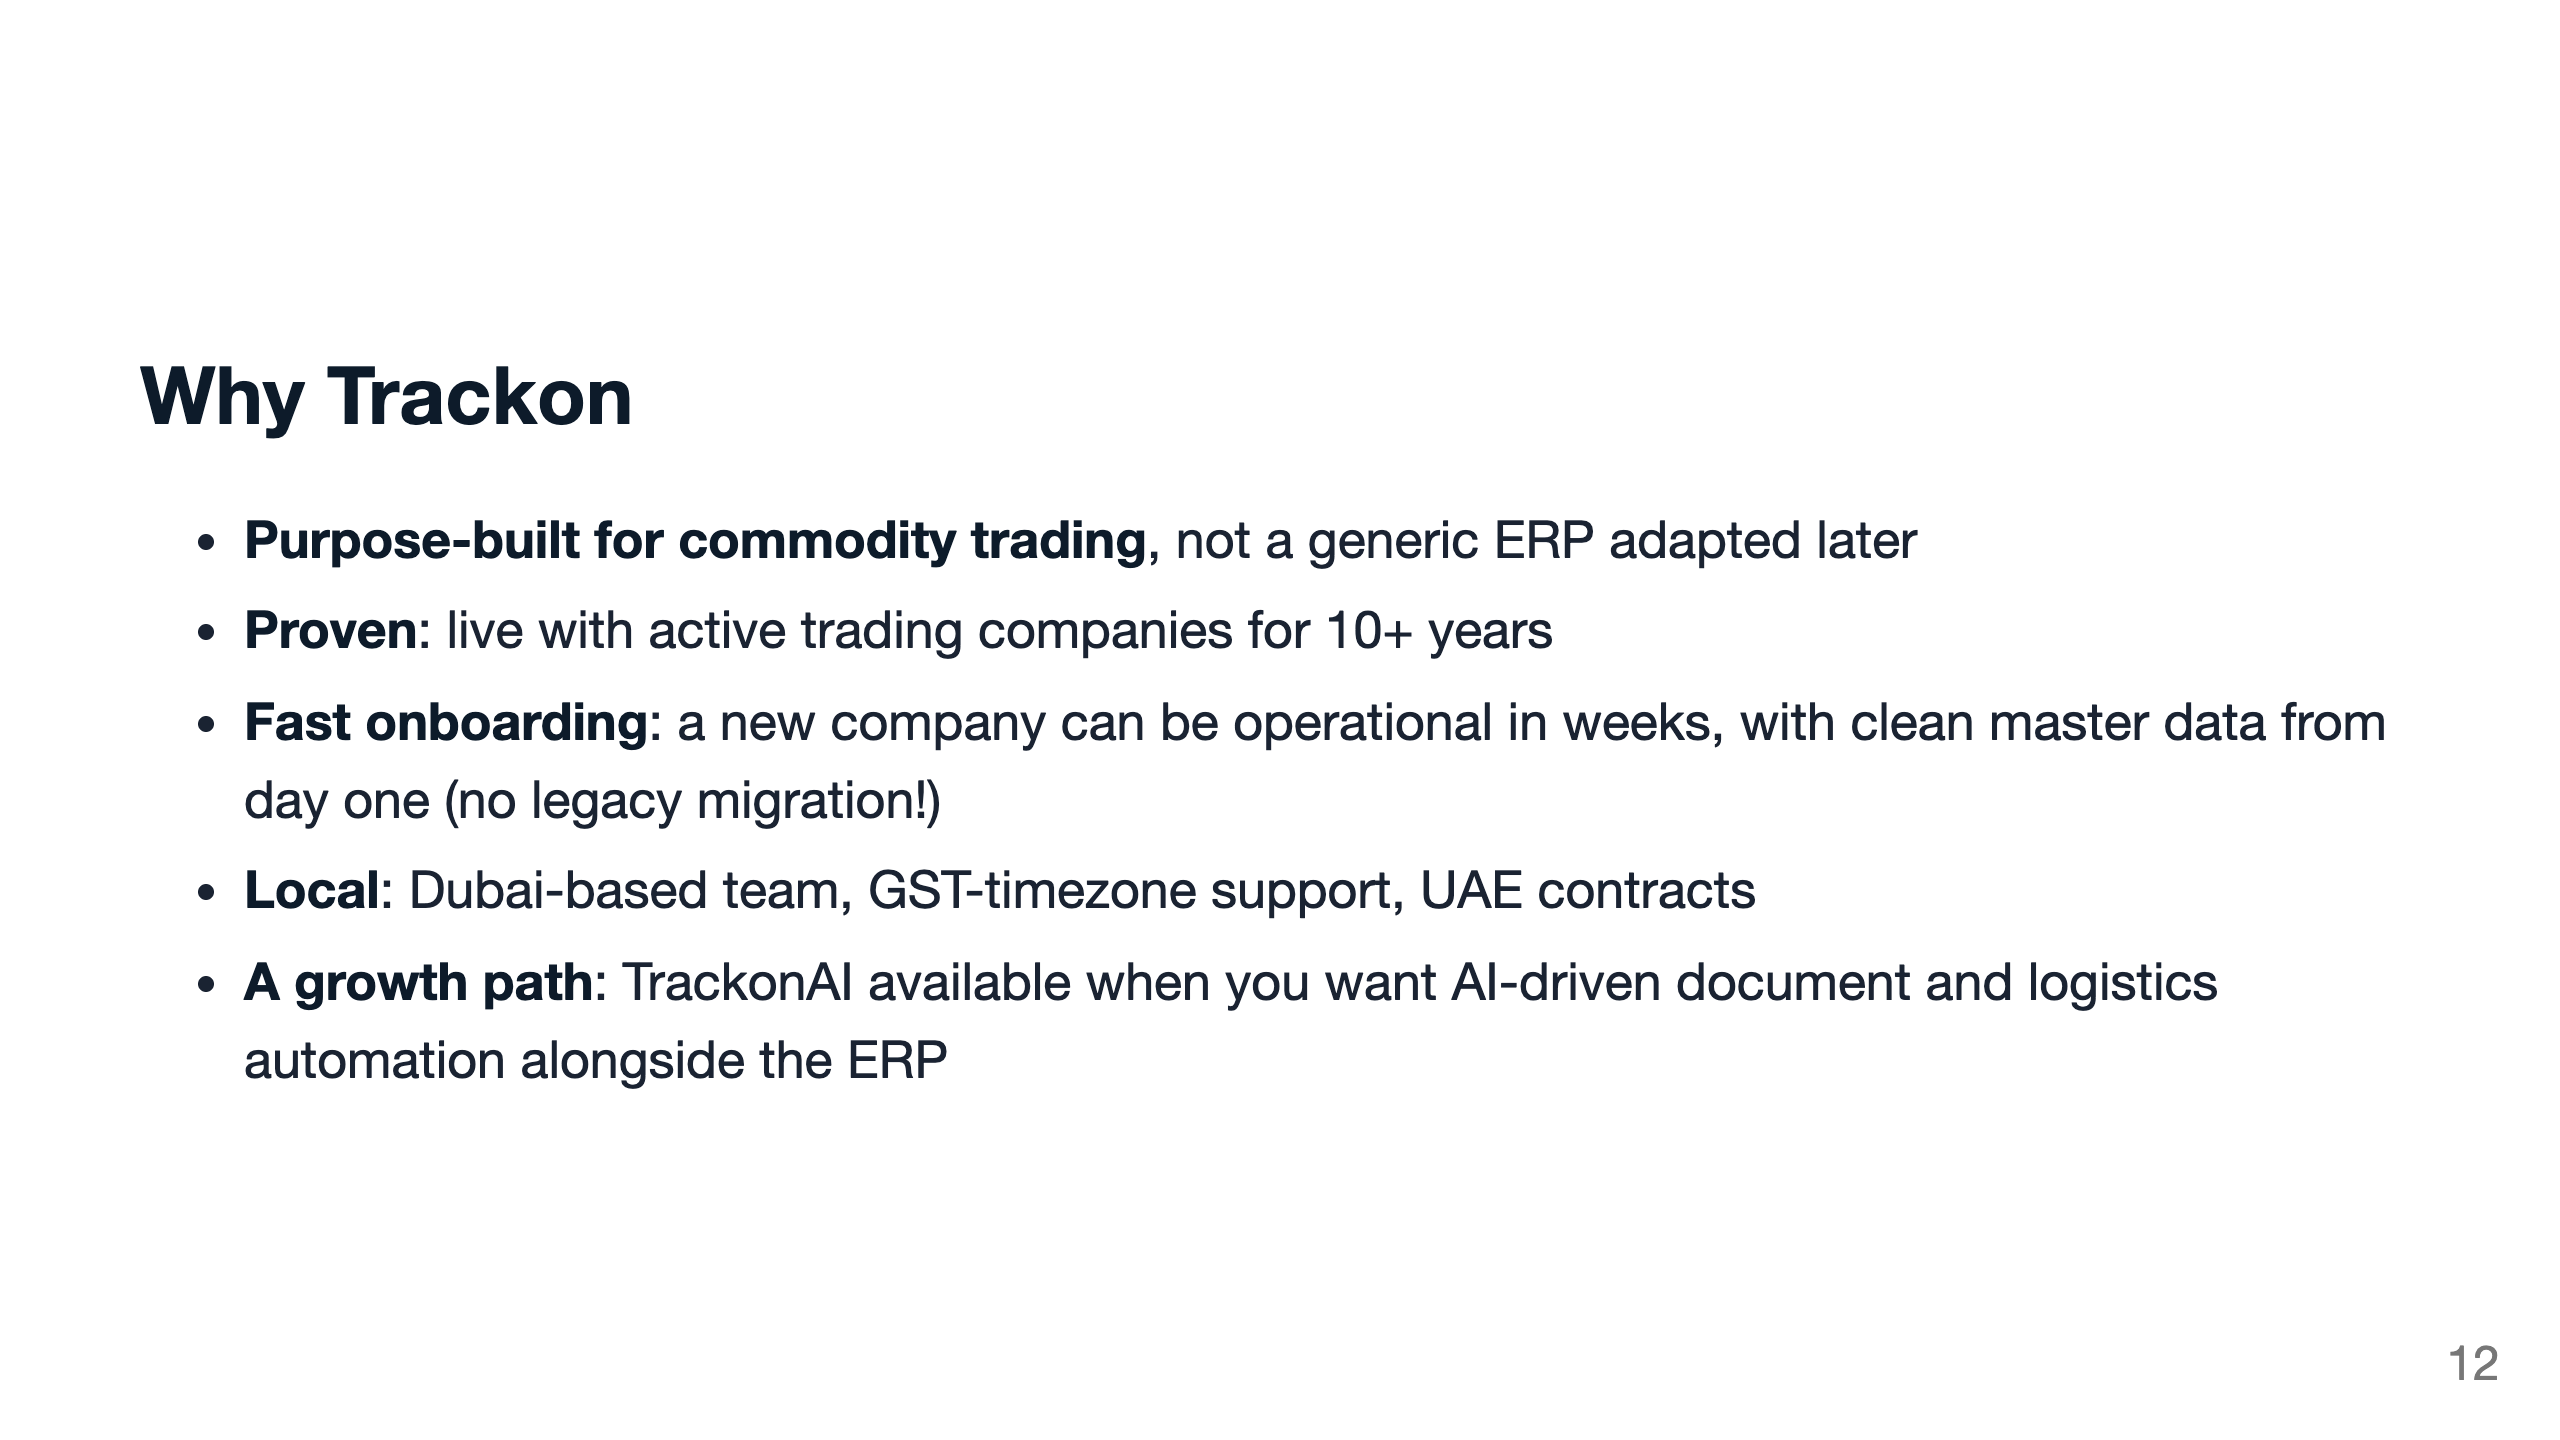 Why Trackon
• Purpose-built for commodity trading, not a generic ERP adapted later
• Proven: live with active trading companies for 10+ years
• Fast onboarding: a new company can be operational in weeks, with clean master data from
day one (no legacy migration!)
• Local: Dubai-based team, GST-timezone support, UAE contracts
• A growth path: TrackonAI available when you want AI-driven document and logistics
automation alongside the ERP
12